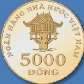 NGÂN HÀNG NHÀ NƯỚC VIỆT NAM
5000
ĐỒNG